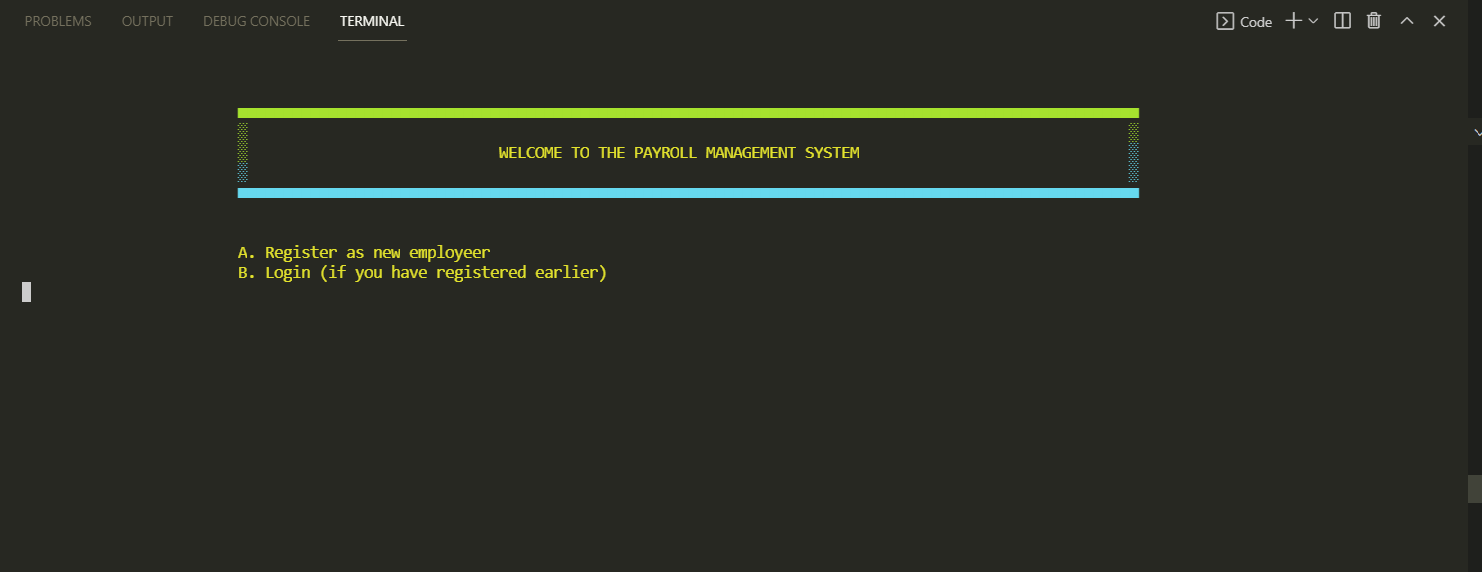 PROBLEMS OUTPUT DEBUG CONSOLE TERMINAL Code
WELCOME TO THE PAYROLL MANAGEMENT SYSTEM
A. Register as new employeer
B. Login (if you have registered earlier)